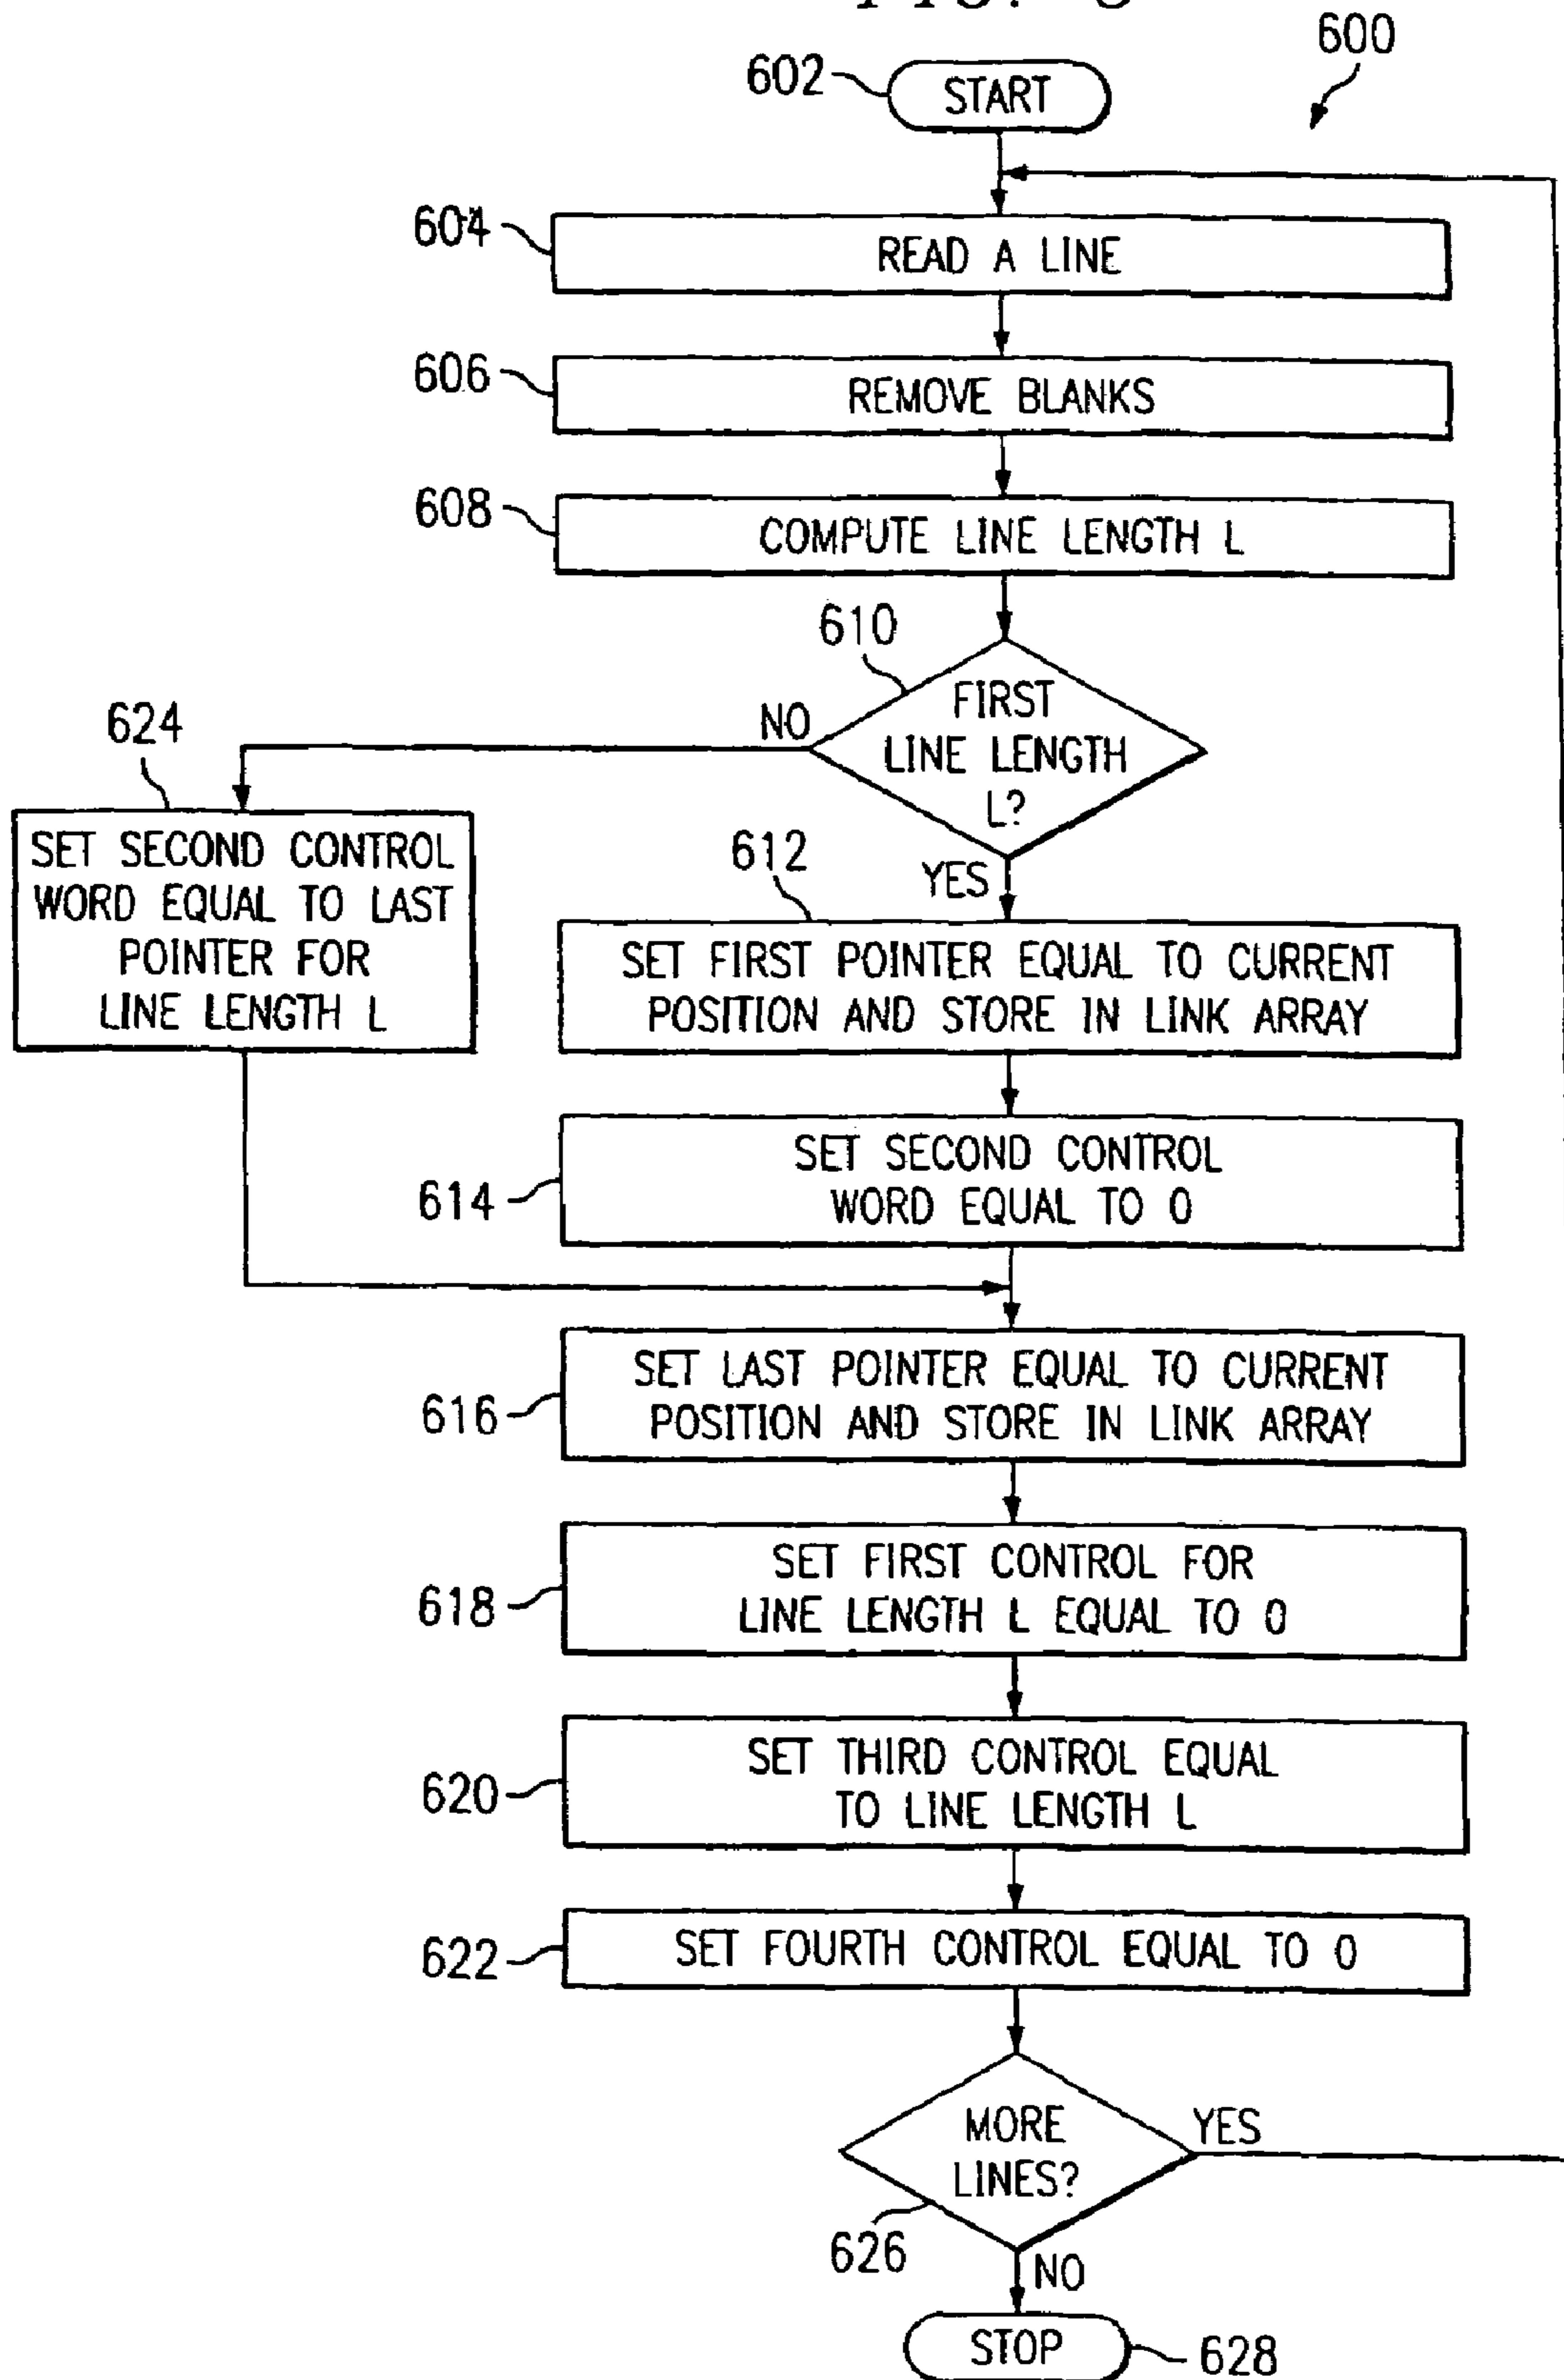 600
602
START
604
READ A LINE
606
REMOVE BLANKS
608
COMPUTE LINE LENGTH L
610
FIRST
LINE LENGTH
L?
NO
YES
624
SET SECOND CONTROL
WORD EQUAL TO LAST
POINTER FOR
LINE LENGTH L
612
SET FIRST POINTER EQUAL TO CURRENT
POSITION AND STORE IN LINK ARRAY
614
SET SECOND CONTROL
WORD EQUAL TO 0
616
SET LAST POINTER EQUAL TO CURRENT
POSITION AND STORE IN LINK ARRAY
618
SET FIRST CONTROL FOR
LINE LENGTH L EQUAL TO 0
620
SET THIRD CONTROL EQUAL
TO LINE LENGTH L
622
SET FOURTH CONTROL EQUAL TO 0
MORE
LINES?
YES
626
NO
STOP
628